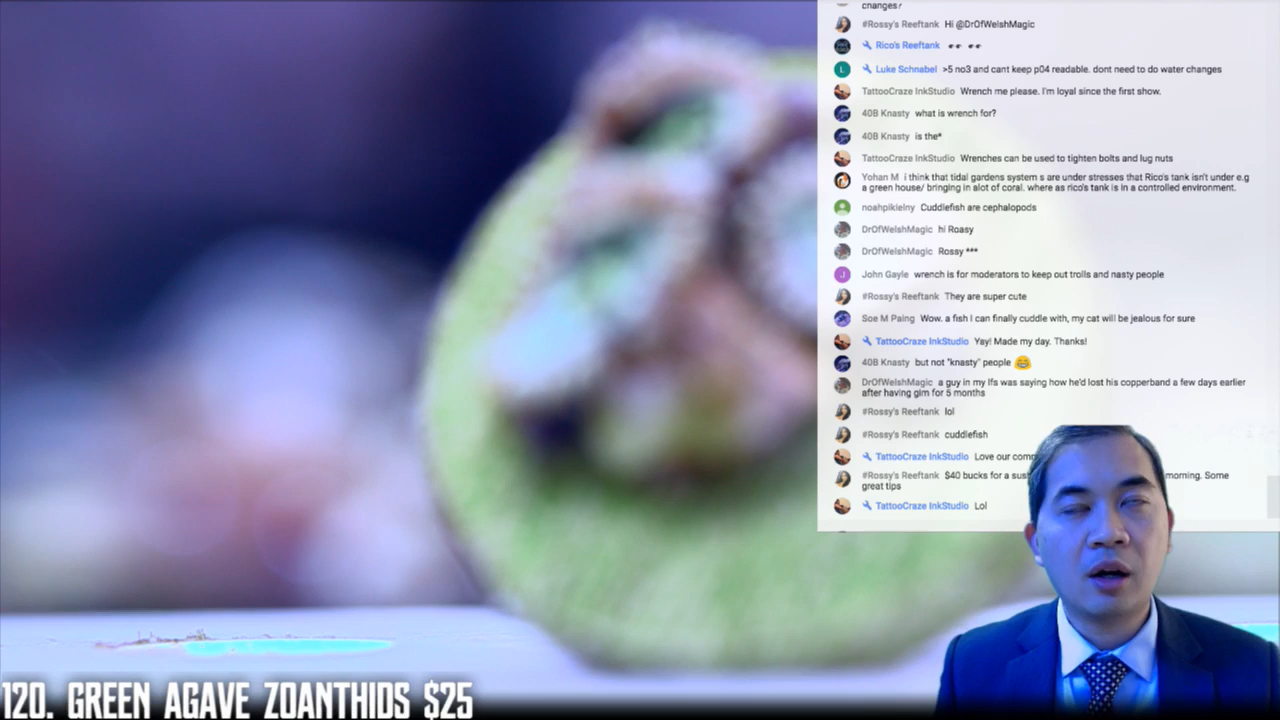 changes?
#Rossy's Reeftank Hi @DrOfWelshMagic
Rico's Reeftank 👀 👀
L Luke Schnabel >5 no3 and cant keep p04 readable. dont need to do water changes
TattooCraze InkStudio Wrench me please. I'm loyal since the first show.
40B Knasty what is wrench for?
40B Knasty is the*
TattooCraze InkStudio Wrenches can be used to tighten bolts and lug nuts
Yohan M i think that tidal gardens system s are under stresses that Rico's tank isn't under e.g
a green house/ bringing in alot of coral. where as rico's tank is in a controlled environment.
noahpikielny Cuddlefish are cephalopods
DrOfWelshMagic hi Roasy
DrOfWelshMagic Rossy ***
J John Gayle wrench is for moderators to keep out trolls and nasty people
#Rossy's Reeftank They are super cute
Soe M Paing Wow. a fish I can finally cuddle with, my cat will be jealous for sure
TattooCraze InkStudio Yay! Made my day. Thanks!
40B Knasty but not "knasty" people 😂
DrOfWelshMagic a guy in my lfs was saying how he'd lost his copperband a few days earlier
after having gim for 5 months
#Rossy's Reeftank lol
#Rossy's Reeftank cuddlefish
TattooCraze InkStudio Love our
#Rossy's Reeftank $40 bucks for a morning. Some
great tips
TattooCraze InkStudio Lol
120. GREEN AGAVE ZOANTHIDS $25